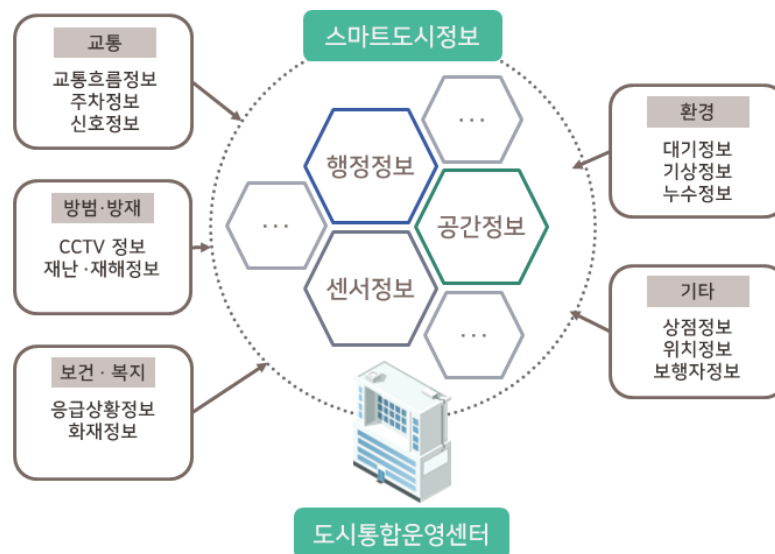 스마트도시정보
교통
교통흐름정보
주차정보
신호정보
방범·방재
CCTV 정보
재난·재해정보
보건·복지
응급상황정보
화재정보
...
행정정보
...
공간정보
센서정보
...
환경
대기정보
기상정보
누수정보
기타
상점정보
위치정보
보행자정보
도시통합운영센터